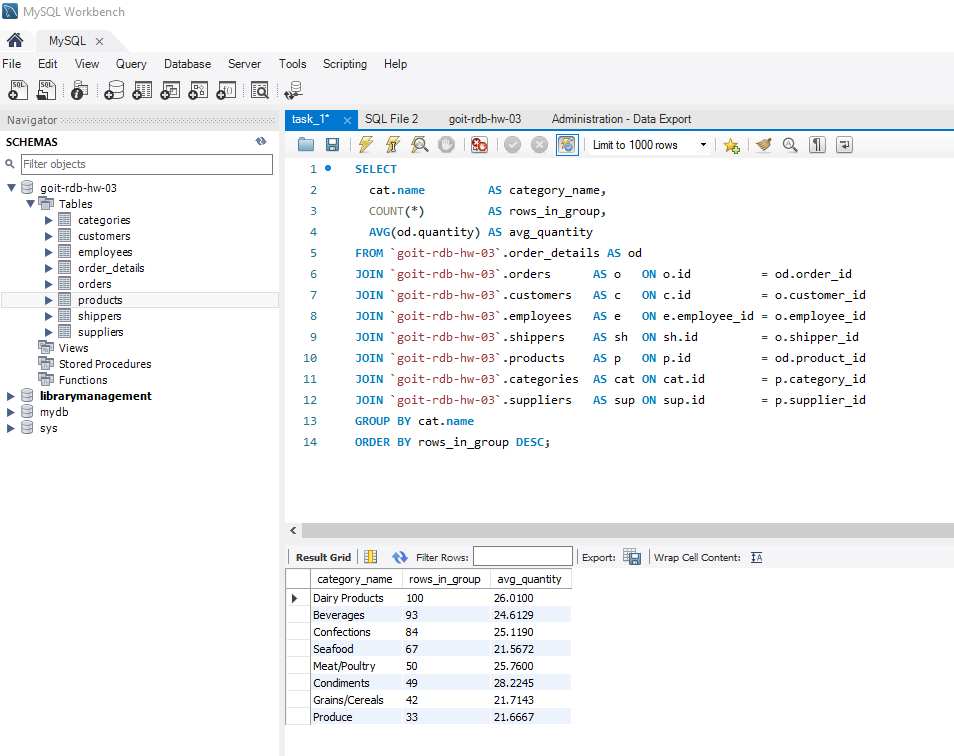 MySQL Workbench
MySQL
File Edit View Query Database Server Tools Scripting Help
Navigator
SCHEMAS
Filter objects
goit-rdb-hw-03
Tables
categories
customers
employees
order_details
orders
products
shippers
suppliers
Views
Stored Procedures
Functions
librarymanagement
mydb
sys
task_1* SQL File 2 goit-rdb-hw-03 Administration - Data Export
Limit to 1000 rows
1 SELECT
2 cat.name AS category_name,
3 COUNT(*) AS rows_in_group,
4 AVG(od.quantity) AS avg_quantity
5 FROM `goit-rdb-hw-03`.order_details AS od
6 JOIN `goit-rdb-hw-03`.orders AS o ON o.id = od.order_id
7 JOIN `goit-rdb-hw-03`.customers AS c ON c.id = o.customer_id
8 JOIN `goit-rdb-hw-03`.employees AS e ON e.employee_id = o.employee_id
9 JOIN `goit-rdb-hw-03`.shippers AS sh ON sh.id = o.shipper_id
10 JOIN `goit-rdb-hw-03`.products AS p ON p.id = od.product_id
11 JOIN `goit-rdb-hw-03`.categories AS cat ON cat.id = p.category_id
12 JOIN `goit-rdb-hw-03`.suppliers AS sup ON sup.id = p.supplier_id
13 GROUP BY cat.name
14 ORDER BY rows_in_group DESC;
Result Grid Filter Rows: Export: Wrap Cell Content:
category_name rows_in_group avg_quantity
Dairy Products 100 26.0100
Beverages 93 24.6129
Confections 84 25.1190
Seafood 67 21.5672
Meat/Poultry 50 25.7600
Condiments 49 28.2245
Grains/Cereals 42 21.7143
Produce 33 21.6667